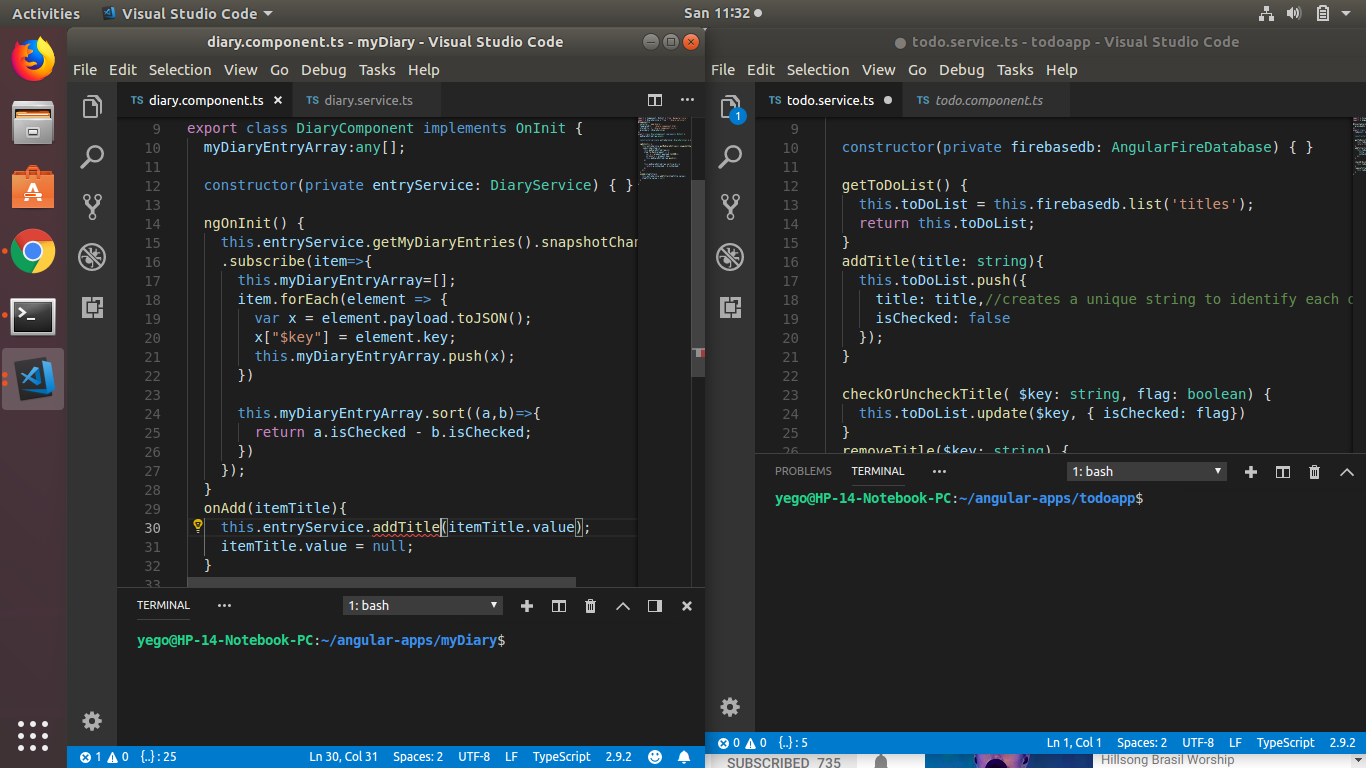 Activities
Visual Studio Code
San 11:32
diary.component.ts - myDiary - Visual Studio Code
File Edit Selection View Go Debug Tasks Help
TS diary.component.ts
TS diary.service.ts
9 export class DiaryComponent implements OnInit {
10 myDiaryEntryArray:any[];
11
12 constructor(private entryService: DiaryService) { }
13
14 ngOnInit() {
15 this.entryService.getMyDiaryEntries().snapshotChan
16 .subscribe(item=>{
17 this.myDiaryEntryArray=[];
18 item.forEach(element => {
19 var x = element.payload.toJSON();
20 x["$key"] = element.key;
21 this.myDiaryEntryArray.push(x);
22 })
23
24 this.myDiaryEntryArray.sort((a,b)=>{
25 return a.isChecked - b.isChecked;
26 })
27 });
28 }
29 onAdd(itemTitle){
30 this.entryService.addTitle(itemTitle.value);
31 itemTitle.value = null;
32 }
33
TERMINAL
1: bash
yego@HP-14-Notebook-PC:~/angular-apps/myDiary$
1 0 {..} : 25
Ln 30, Col 31 Spaces: 2 UTF-8 LF TypeScript 2.9.2
todo.service.ts - todoapp - Visual Studio Code
File Edit Selection View Go Debug Tasks Help
1
TS todo.service.ts
TS todo.component.ts
9
10 constructor(private firebasedb: AngularFireDatabase) { }
11
12 getToDoList() {
13 this.toDoList = this.firebasedb.list('titles');
14 return this.toDoList;
15 }
16 addTitle(title: string){
17 this.toDoList.push({
18 title: title,//creates a unique string to identify each o
19 isChecked: false
20 });
21 }
22
23 checkOrUncheckTitle( $key: string, flag: boolean) {
24 this.toDoList.update($key, { isChecked: flag})
25 }
26 removeTitle($key: string) {
PROBLEMS TERMINAL
1: bash
yego@HP-14-Notebook-PC:~/angular-apps/todoapp$
0 0 {..} : 5
Ln 1, Col 1 Spaces: 2 UTF-8 LF TypeScript 2.9.2
SUBSCRIBED 735
Hillsong Brasil Worship